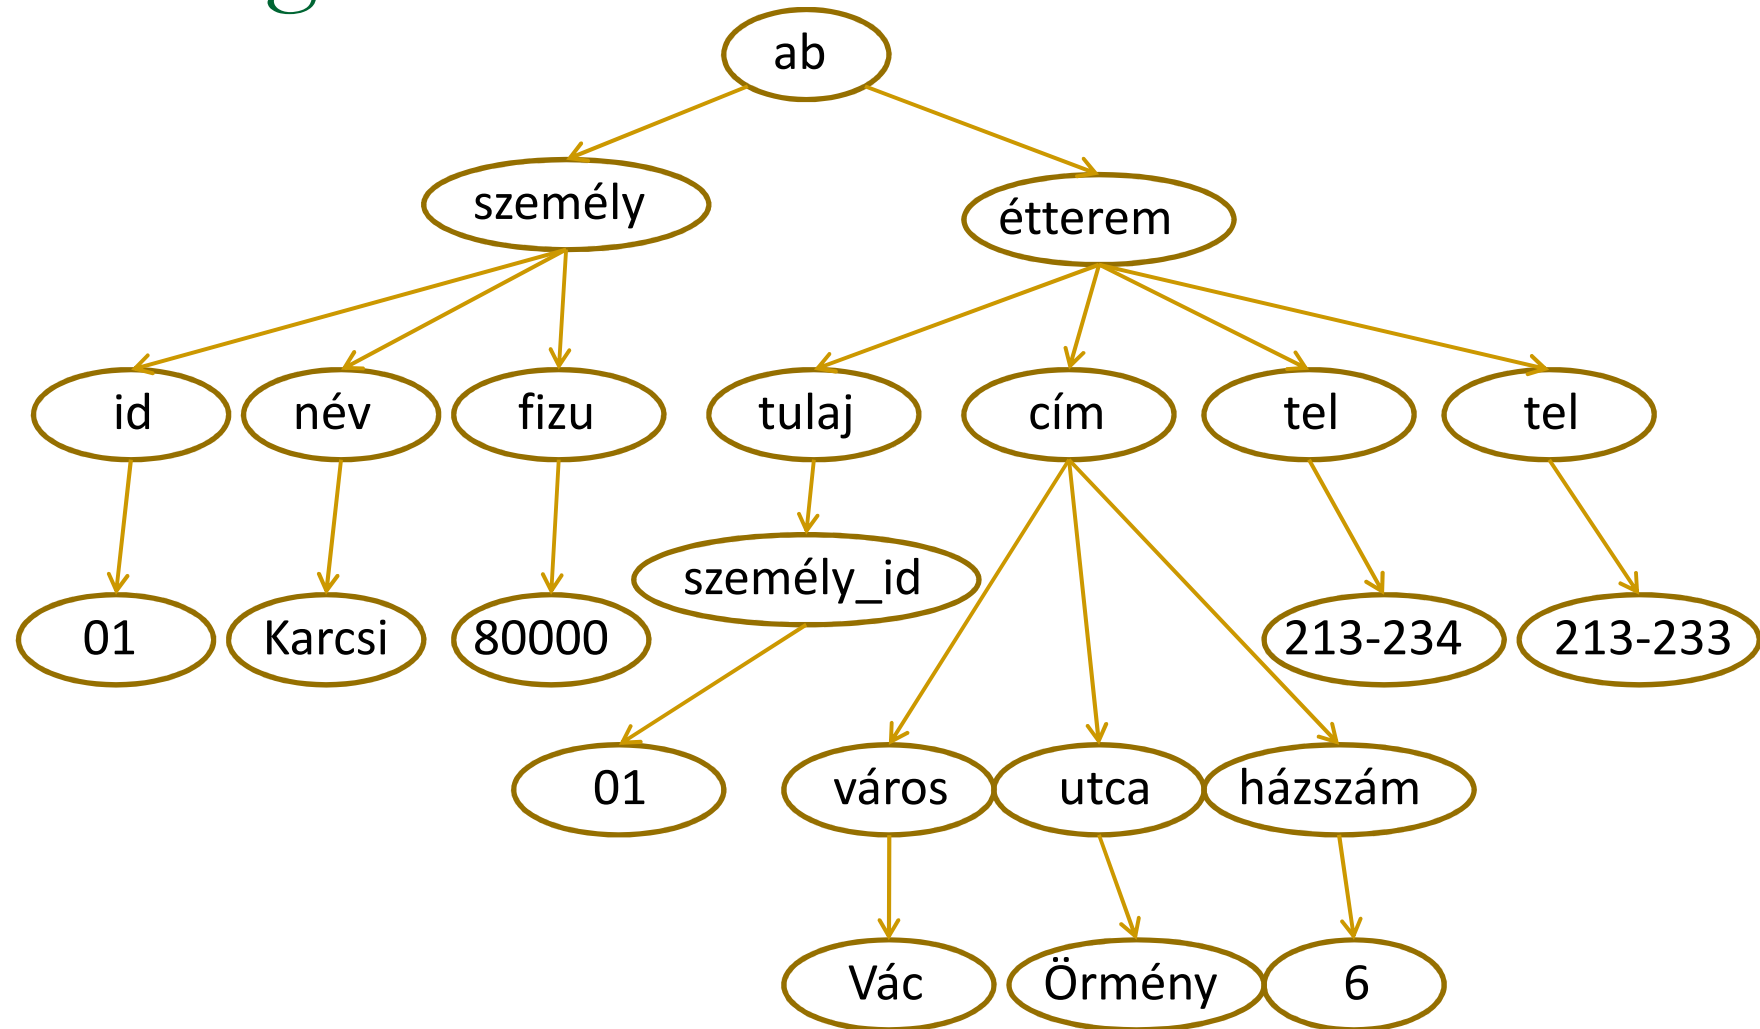 ab
személy
étterem
id név fizu tulaj cím tel tel
személy_id
01 Karcsi 80000 213-234 213-233
01 város utca házszám
Vác Örmény 6